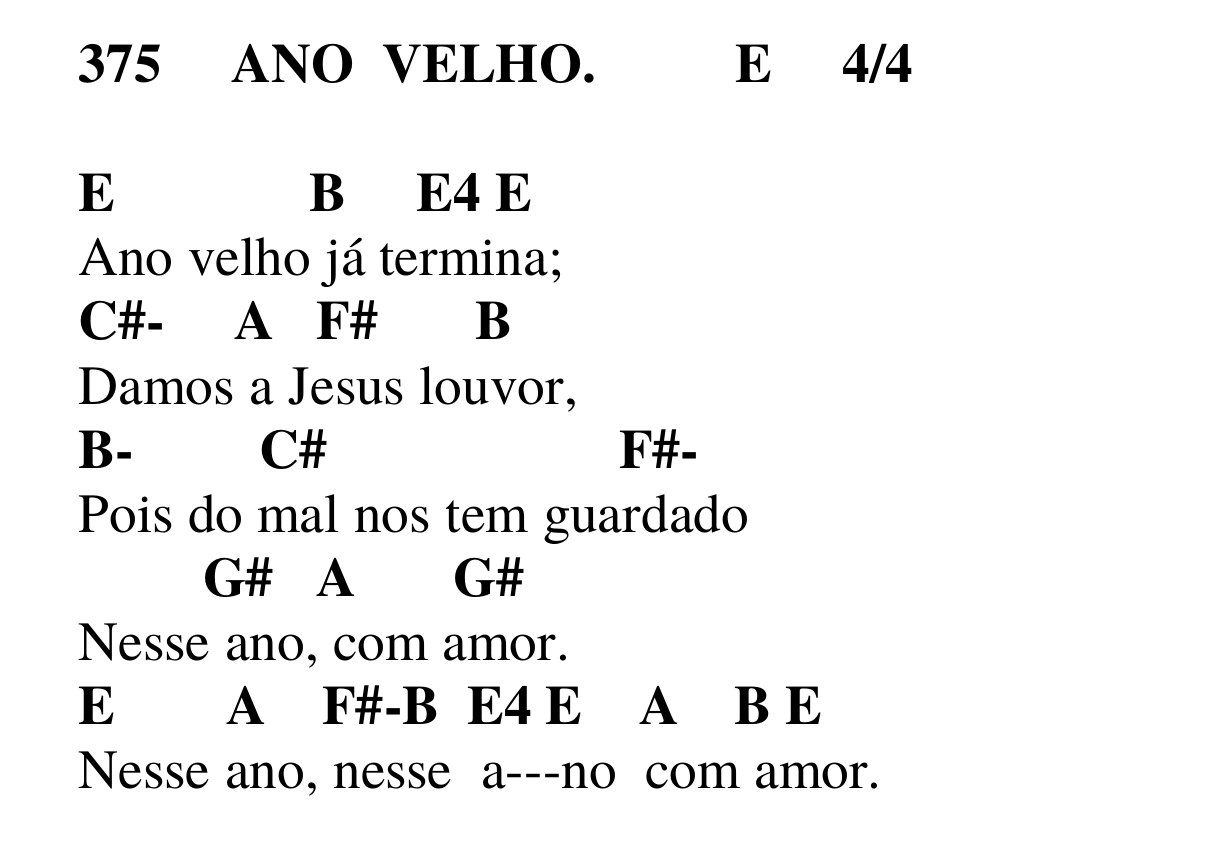 375 ANO VELHO. E 4/4
E B E4 E
Ano velho já termina;
C#- A F# B
Damos a Jesus louvor,
B- C# F#-
Pois do mal nos tem guardado
G# A G#
Nesse ano, com amor.
E A F#-B E4 E A B E
Nesse ano, nesse a---no com amor.